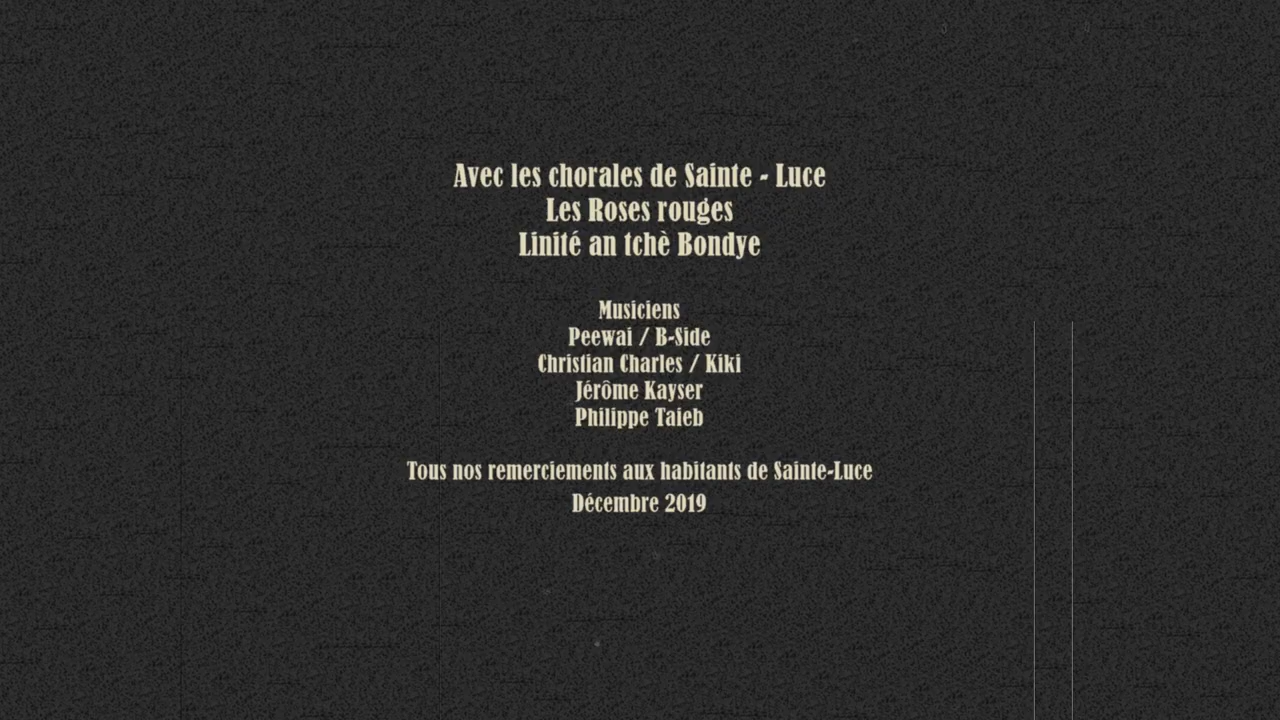 Avec les chorales de Sainte - Luce
Les Roses rouges
Linité an tchè Bondye
Musiciens
Peewai / B-Side
Christian Charles / Kiki
Jérôme Kayser
Philippe Taieb
Tous nos remerciements aux habitants de Sainte-Luce
Décembre 2019